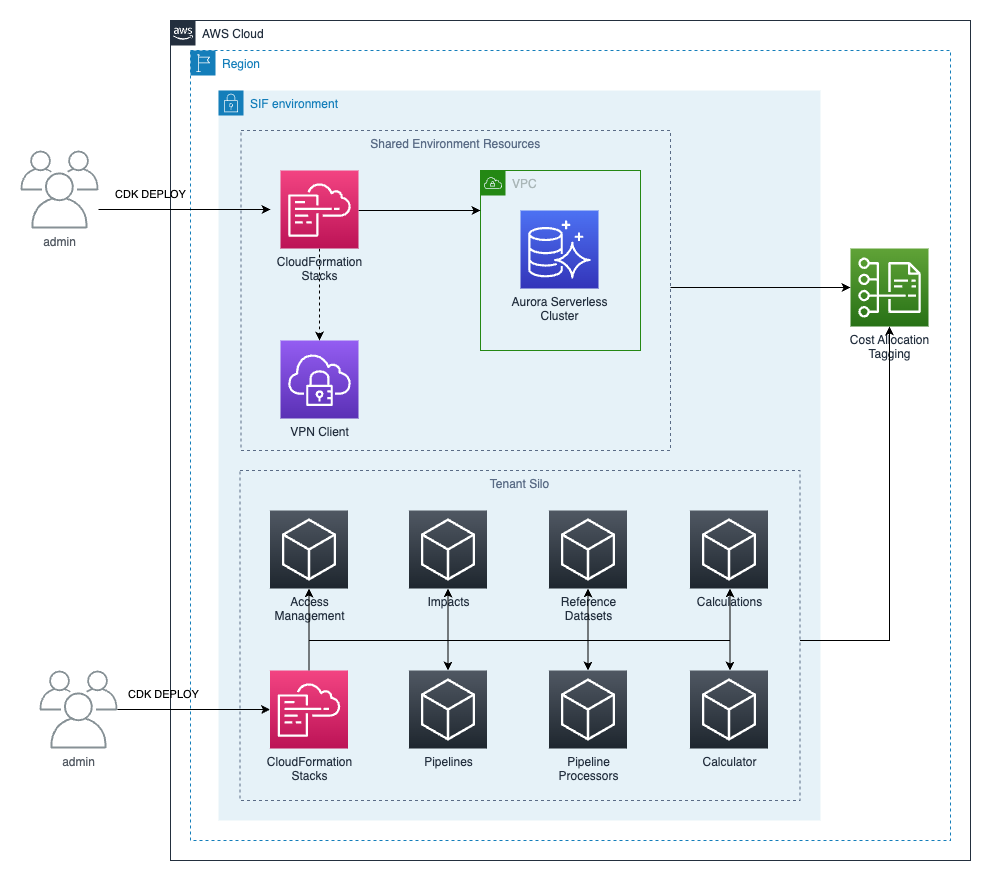 aws
AWS Cloud
Region
SIF environment
Shared Environment Resources
CDK DEPLOY
admin
CloudFormation
Stacks
VPC
Aurora Serverless
Cluster
VPN Client
Cost Allocation
Tagging
Tenant Silo
Access
Management
Impacts
Reference
Datasets
Calculations
CDK DEPLOY
admin
CloudFormation
Stacks
Pipelines
Pipeline
Processors
Calculator